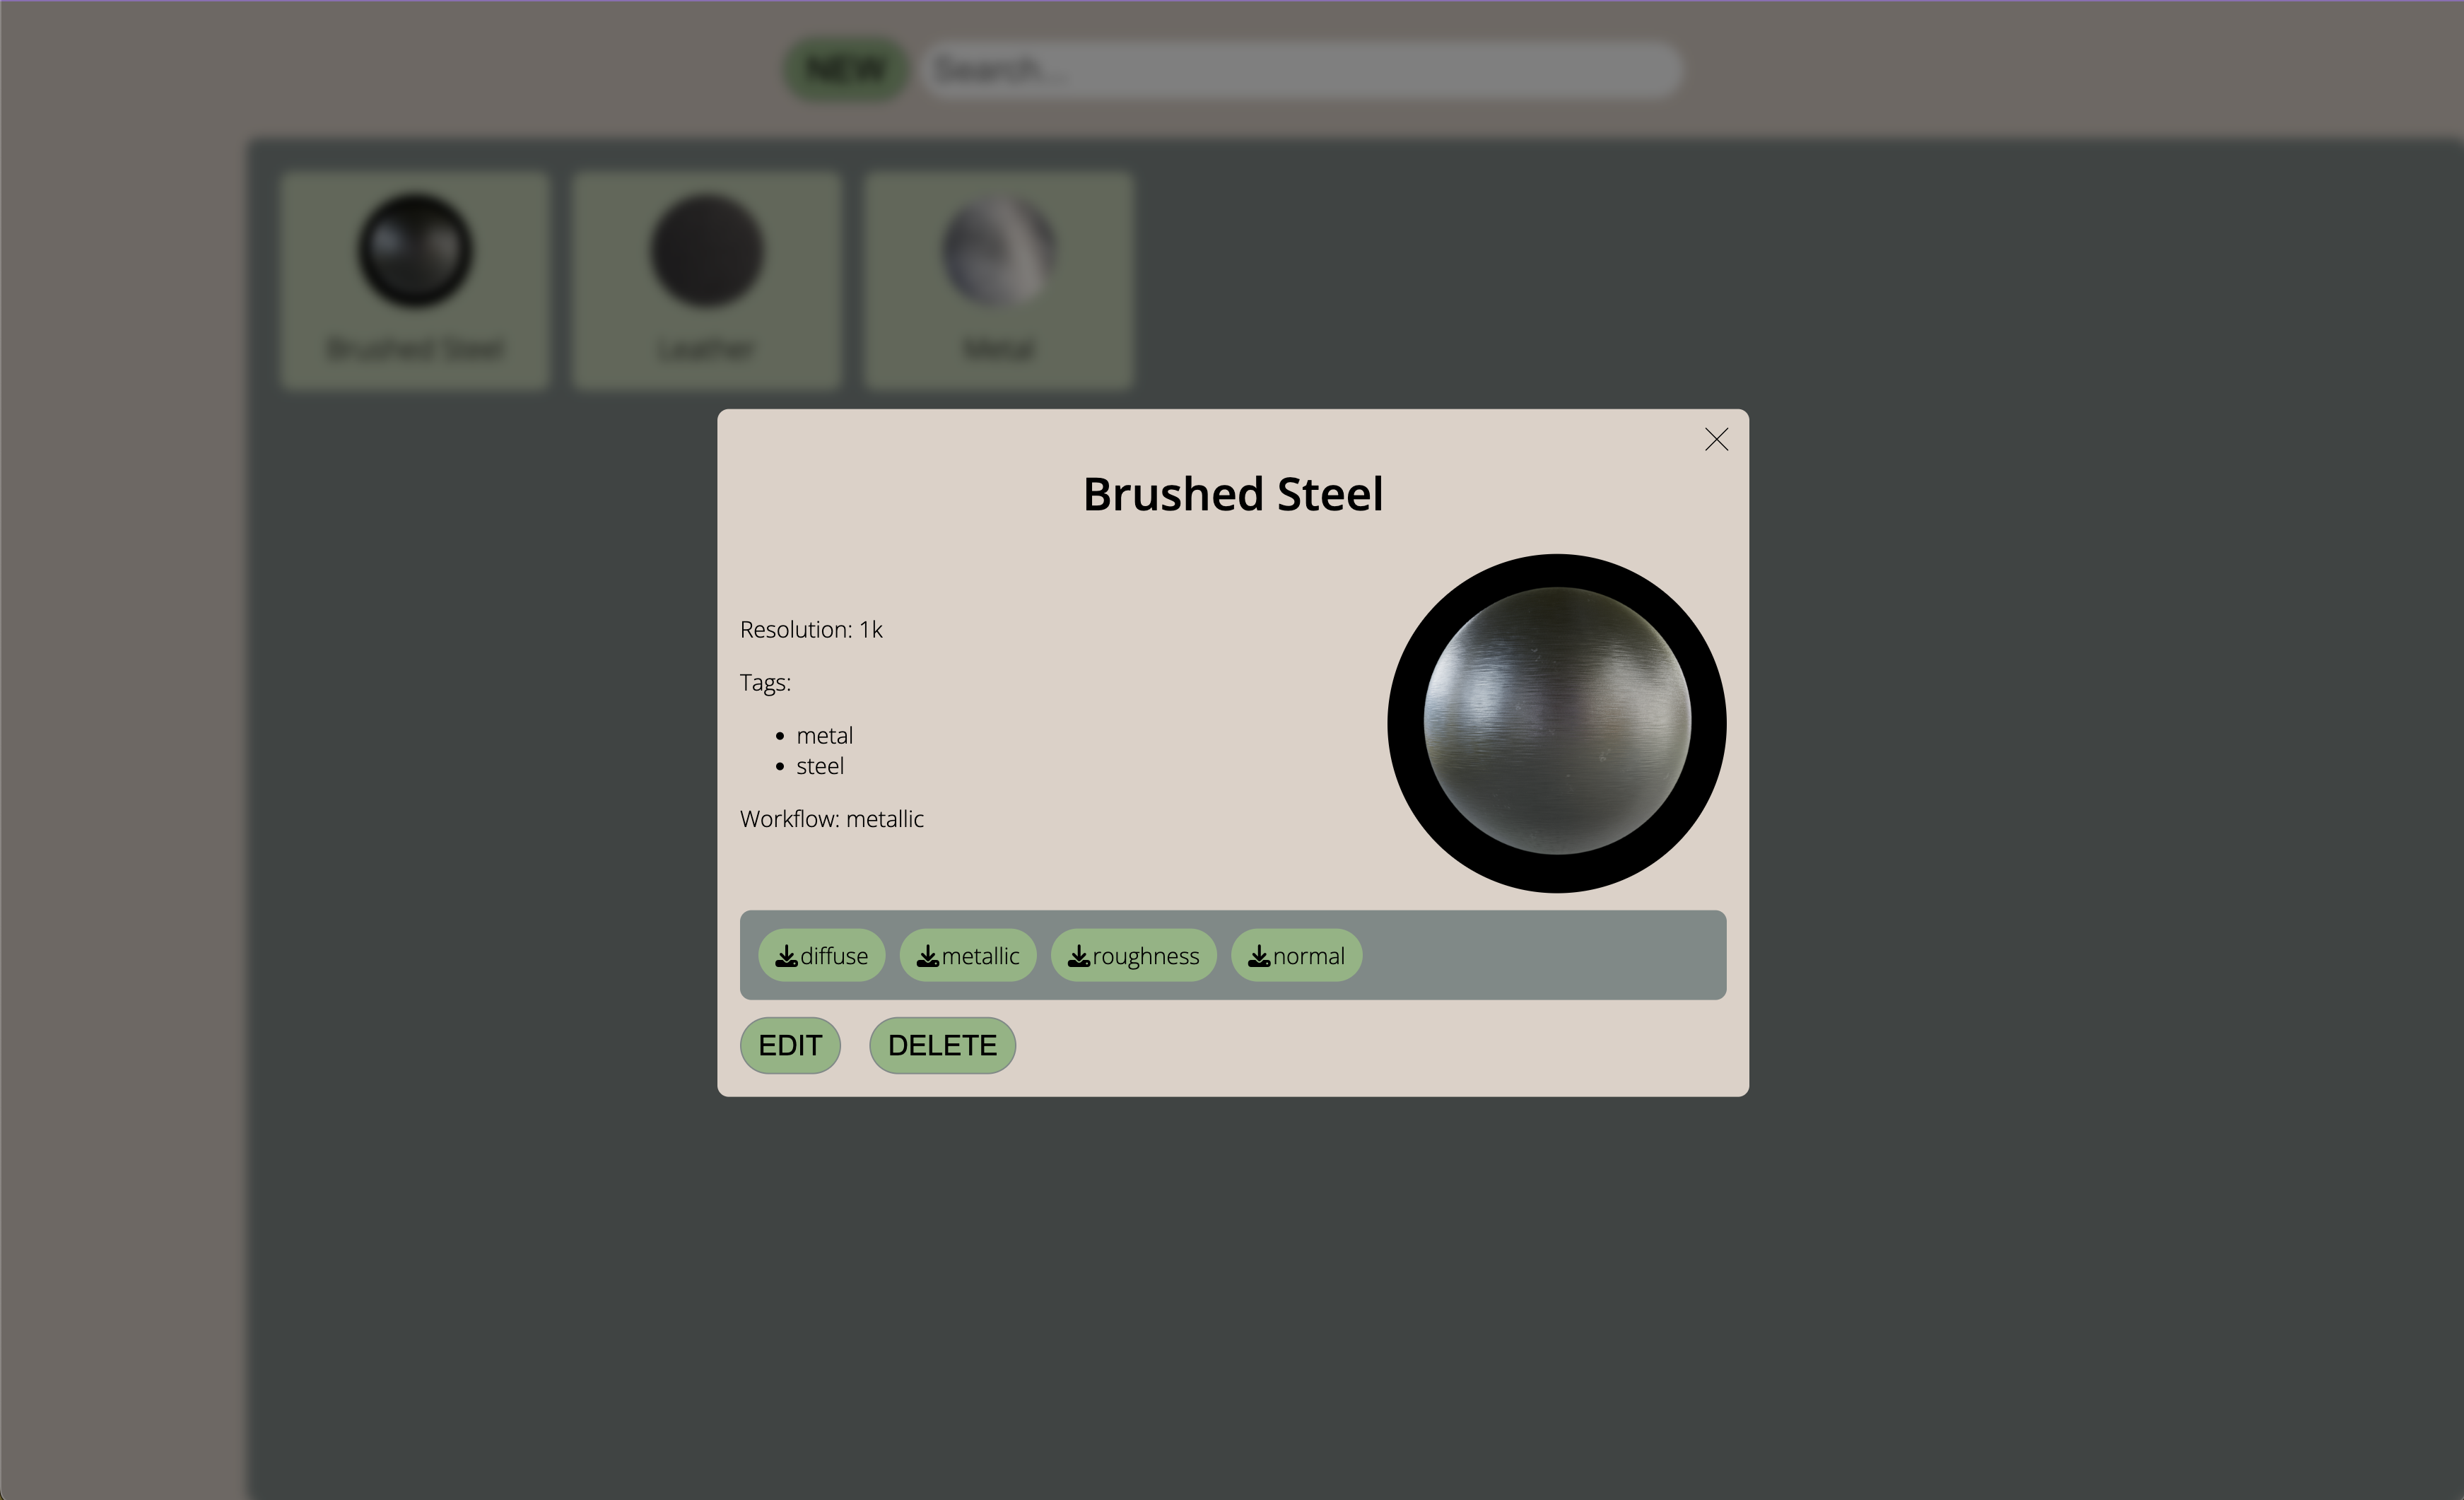 NEW Search...
Brushed Steel Leather Metal
Brushed Steel
Resolution: 1k
Tags:
metal
steel
Workflow: metallic
diffuse metallic roughness normal
EDIT DELETE